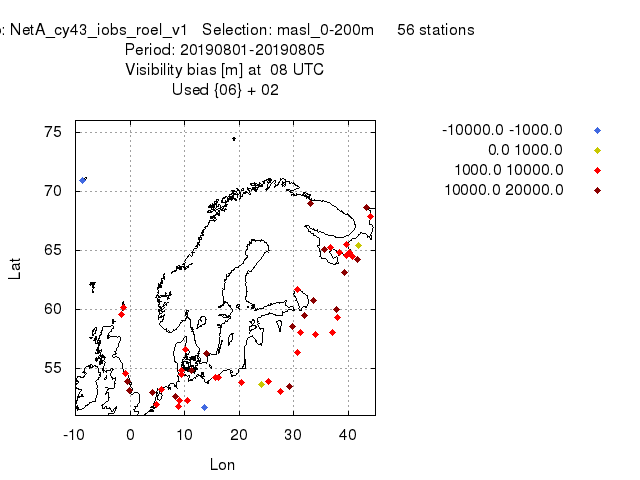 : NetA_cy43_iobs_roel_v1 Selection: masl_0-200m 56 stations
Period: 20190801-20190805
Visibility bias [m] at 08 UTC
Used {06} + 02
-10000.0 -1000.0
0.0 1000.0
1000.0 10000.0
10000.0 20000.0
75
70
65
60
55
Lat
-10 0 10 20 30 40
Lon